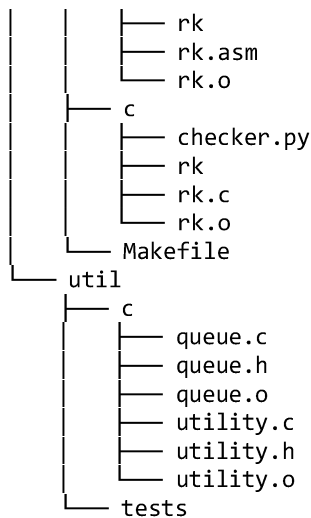 │   │   ├── rk
│   │   ├── rk.asm
│   │   └── rk.o
│   ├── c
│   │   ├── checker.py
│   │   ├── rk
│   │   ├── rk.c
│   │   └── rk.o
│   └── Makefile
└── util
    ├── c
    │   ├── queue.c
    │   ├── queue.h
    │   ├── queue.o
    │   ├── utility.c
    │   ├── utility.h
    │   └── utility.o
    └── tests